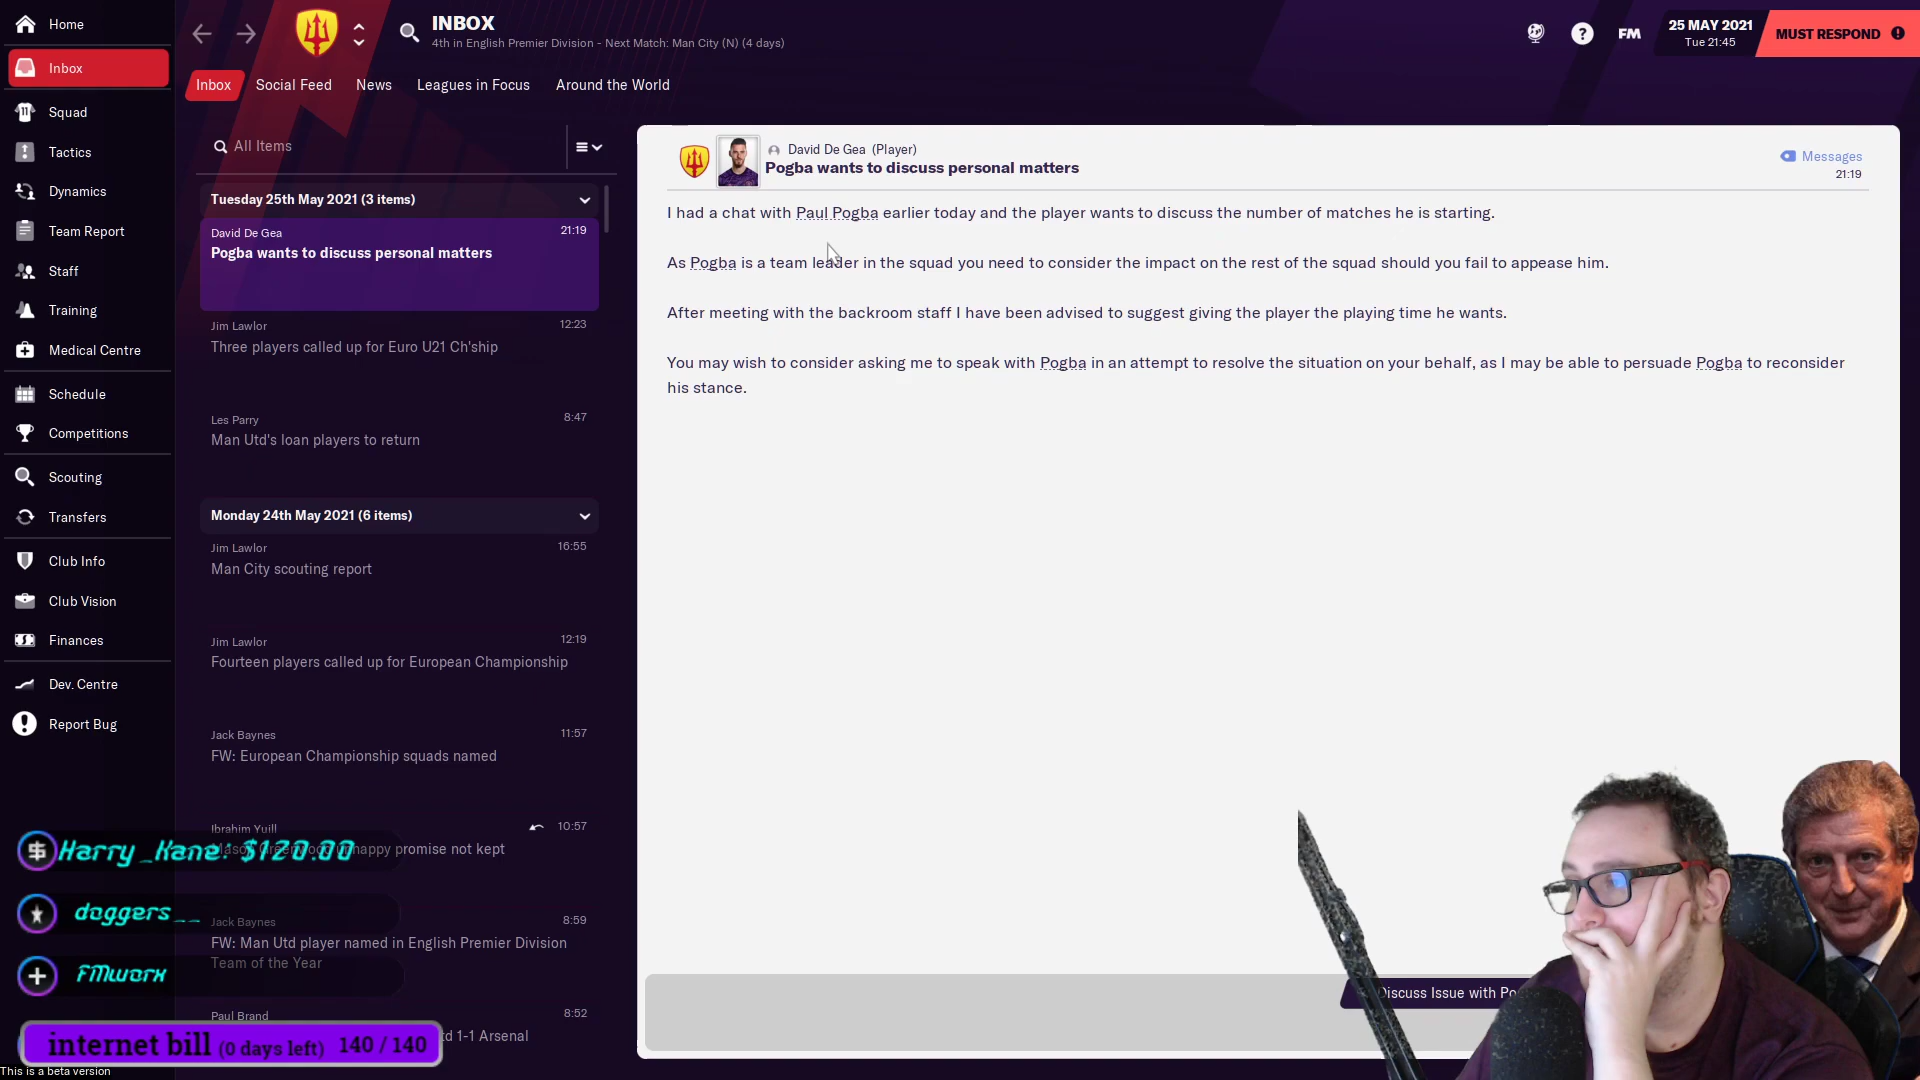 Home
Inbox
Squad
Tactics
Dynamics
Team Report
Staff
Training
Medical Centre
Schedule
Competitions
Scouting
Transfers
Club Info
Club Vision
Finances
Dev. Centre
Report Bug
INBOX
4th in English Premier Division - Next Match: Man City (N) (4 days)
FM
25 MAY 2021
Tue 21:45
MUST RESPOND
Inbox Social Feed News Leagues in Focus Around the World
All Items
Tuesday 25th May 2021 (3 items)
David De Gea 21:19
Pogba wants to discuss personal matters
Jim Lawlor 12:23
Three players called up for Euro U21 Ch'ship
Les Parry 8:47
Man Utd's loan players to return
Monday 24th May 2021 (6 items)
Jim Lawlor 16:55
Man City scouting report
Jim Lawlor 12:19
Fourteen players called up for European Championship
Jack Baynes 11:57
FW: European Championship squads named
Ibrahim Yuill 10:57
unhappy promise not kept
Jack Baynes 8:59
FW: Man Utd player named in English Premier Division
Team of the Year
Paul Brand 8:52
td 1-1 Arsenal
David De Gea (Player)
Pogba wants to discuss personal matters
Messages
21:19
I had a chat with Paul Pogba earlier today and the player wants to discuss the number of matches he is starting.
As Pogba is a team leader in the squad you need to consider the impact on the rest of the squad should you fail to appease him.
After meeting with the backroom staff I have been advised to suggest giving the player the playing time he wants.
You may wish to consider asking me to speak with Pogba in an attempt to resolve the situation on your behalf, as I may be able to persuade Pogba to reconsider
his stance.
Discuss Issue with Po
Harry_Kane: $120.00
daggers__
FMworx
internet bill (0 days left) 140 / 140
This is a beta version